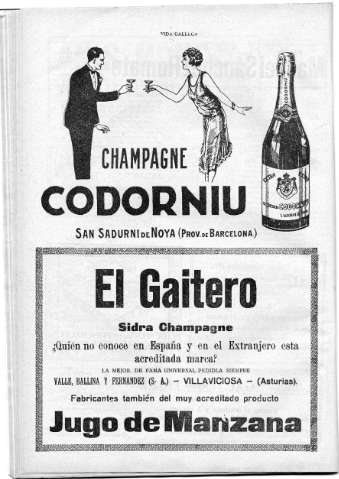 VIDA GALLEGA
CHAMPAGNE
CODORNIU
SAN SADURNI DE NOYA (PROV. DE BARCELONA)
El Gaitero
Sidra Champagne
¿Quién no conoce en España y en el Extranjero esta
acreditada marca?
LA MEJOR. DE FAMA UNIVERSAL PEDIDLA SIEMPRE
VALLE, BALLINA Y FERNANDEZ (S. A.) — VILLAVICIOSA — (Asturias).
Fabricantes también del muy acreditado producto
Jugo de Manzana